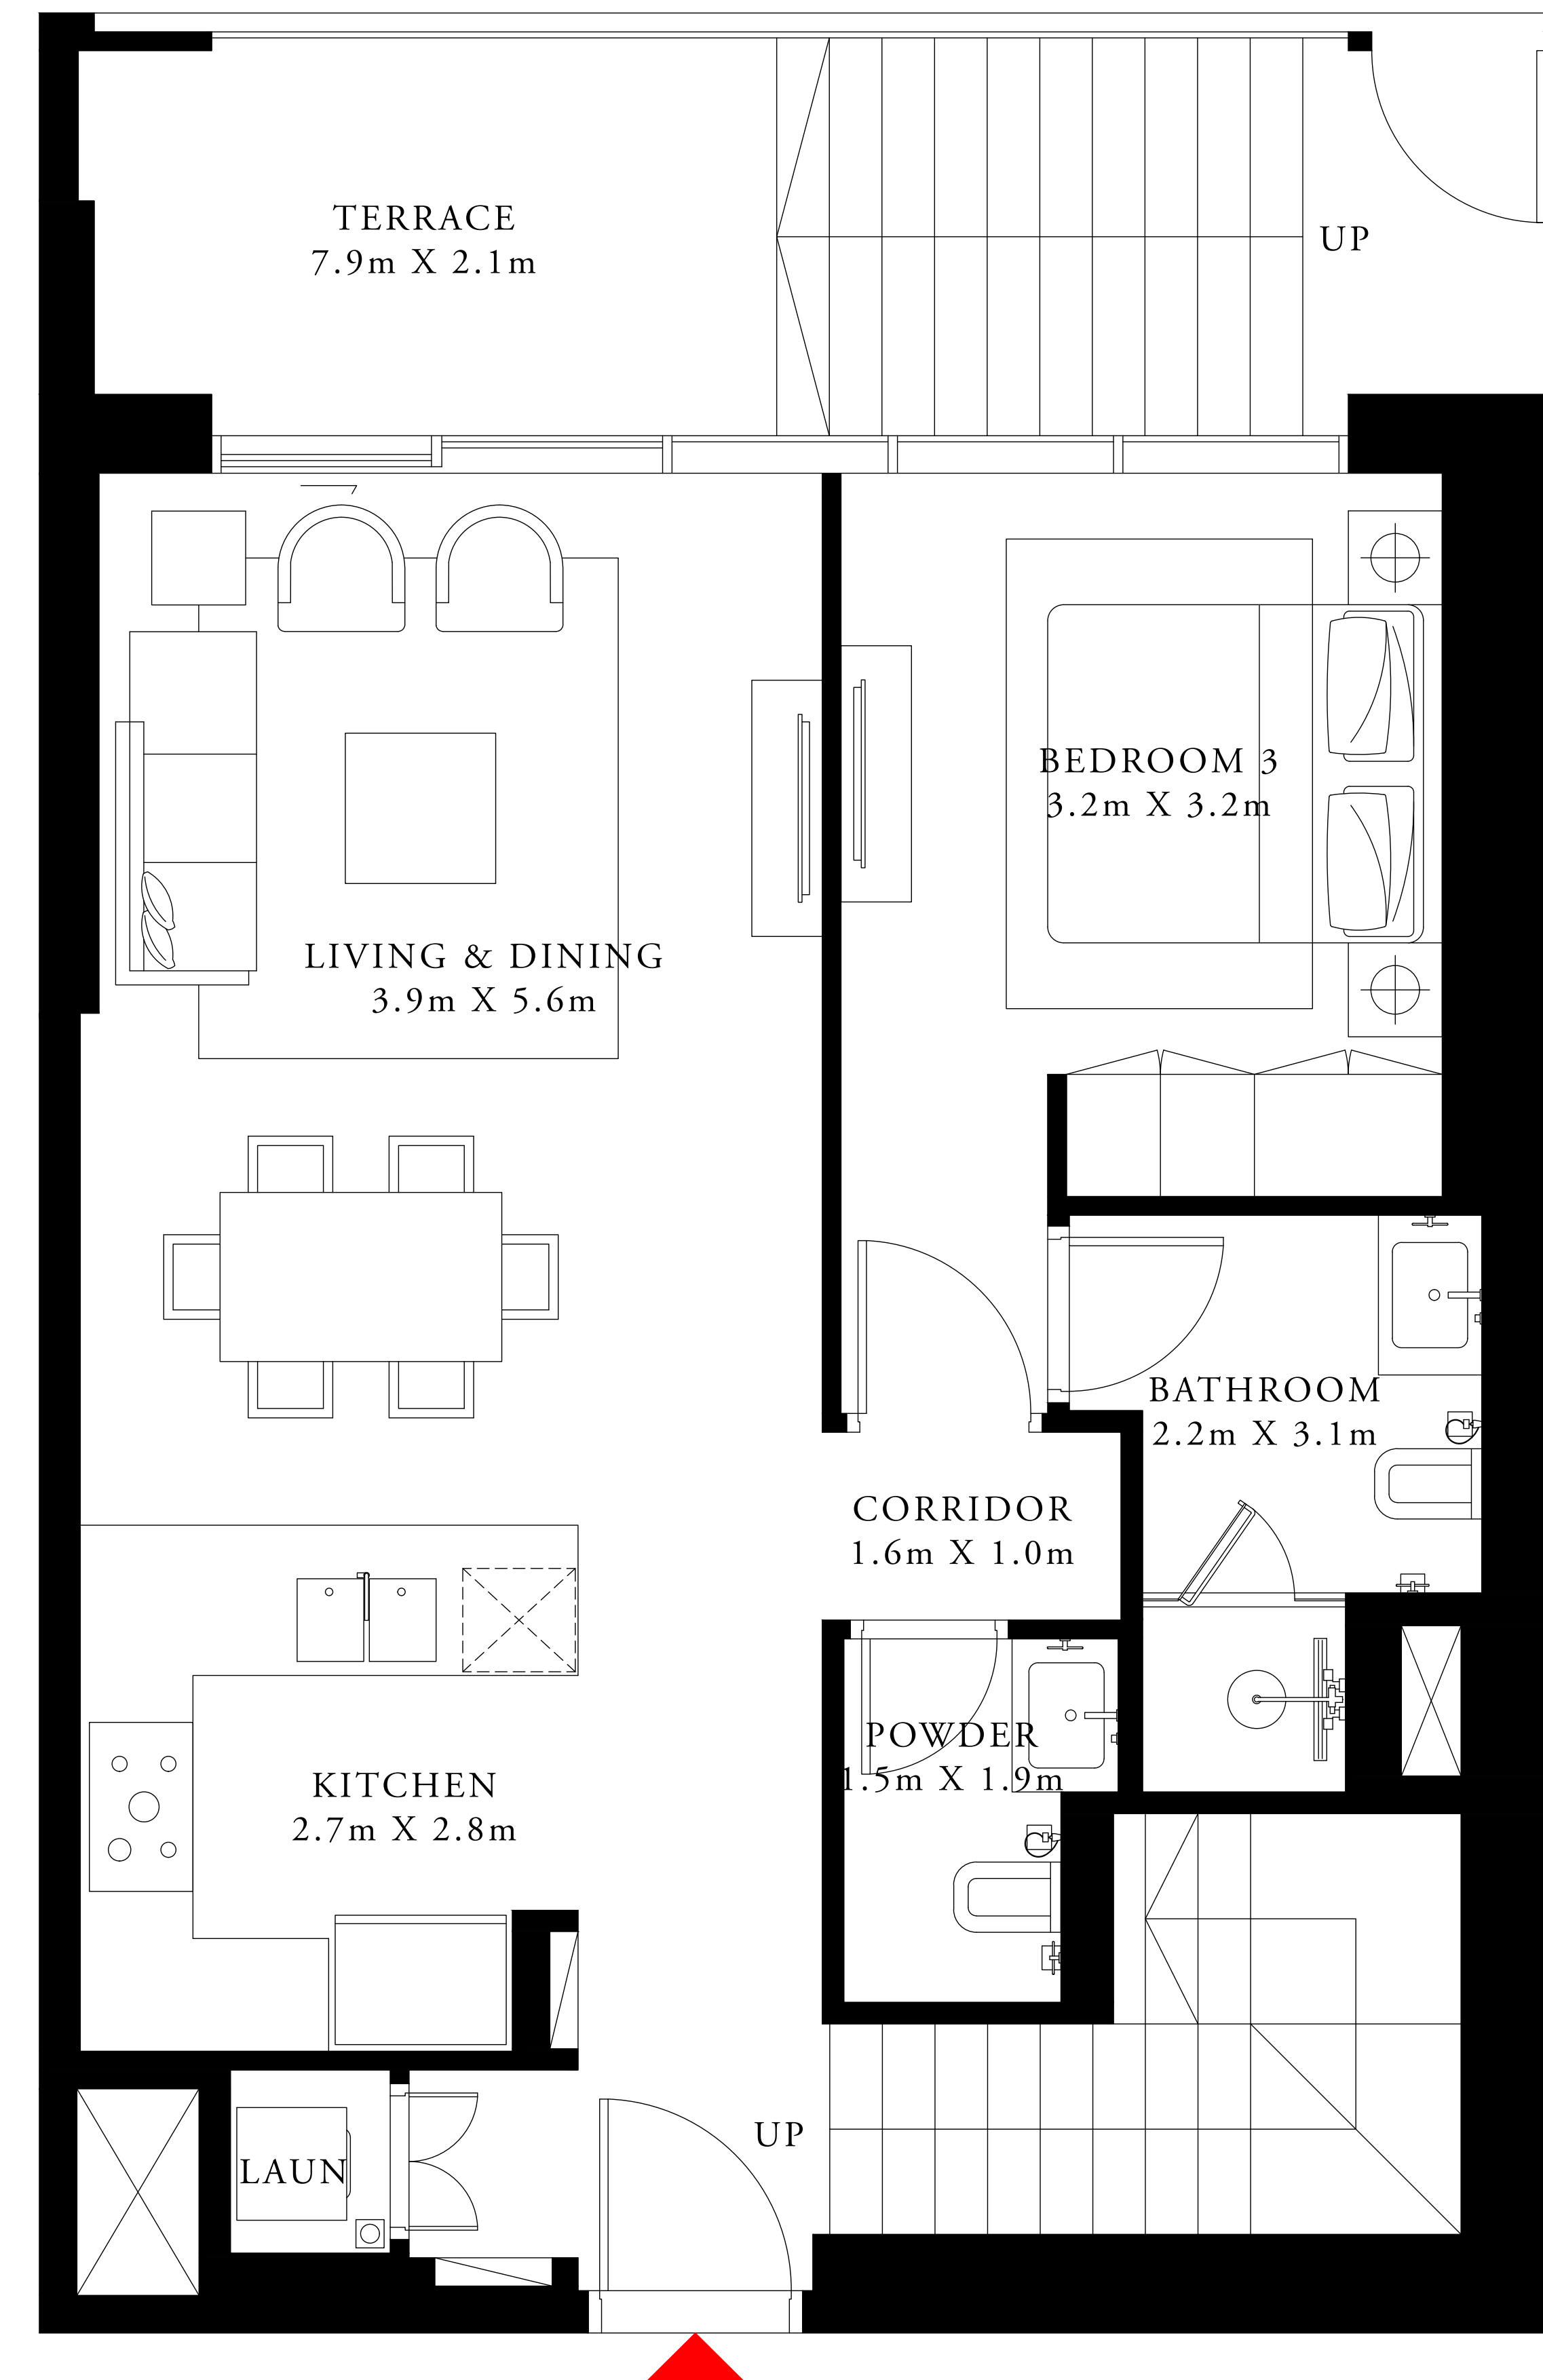 TERRACE
7.9m X 2.1m
UP
BEDROOM 3
3.2m X 3.2m
LIVING & DINING
3.9m X 5.6m
BATHROOM
2.2m X 3.1m
CORRIDOR
1.6m X 1.0m
POWDER
1.5m X 1.9m
KITCHEN
2.7m X 2.8m
UP
LAUN